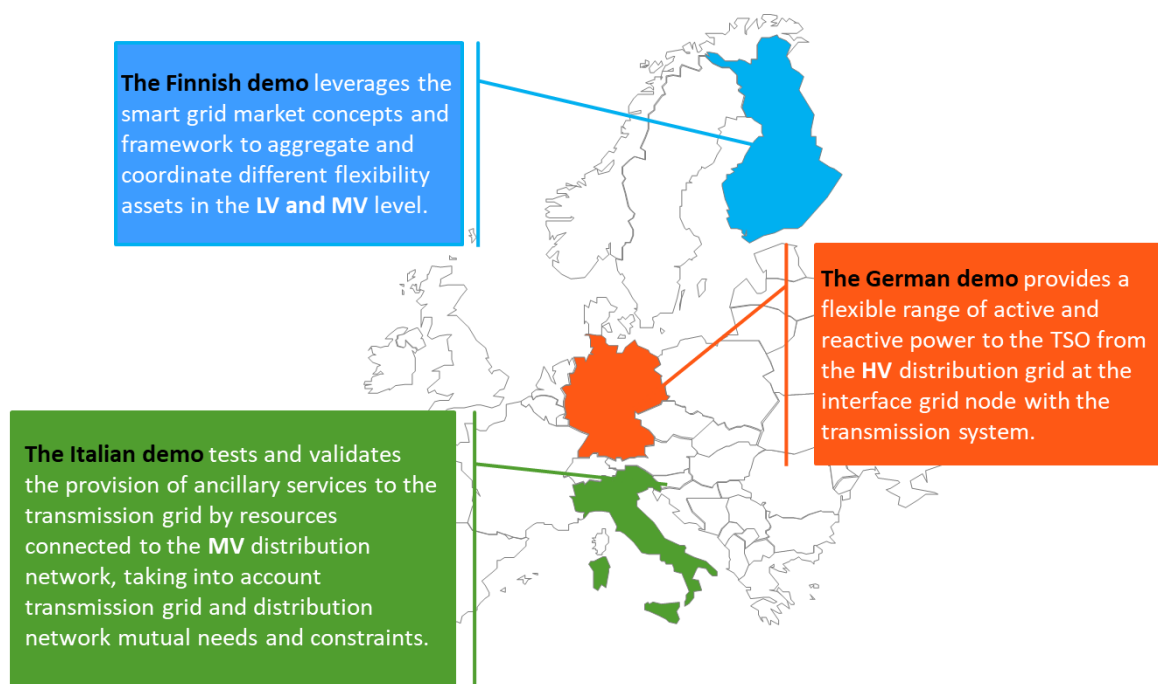 The Finnish demo leverages the
smart grid market concepts and
framework to aggregate and
coordinate different flexibility
assets in the LV and MV level.
The German demo provides a
flexible range of active and
reactive power to the TSO from
the HV distribution grid at the
interface grid node with the
transmission system.
The Italian demo tests and validates
the provision of ancillary services to the
transmission grid by resources
connected to the MV distribution
network, taking into account
transmission grid and distribution
network mutual needs and constraints.